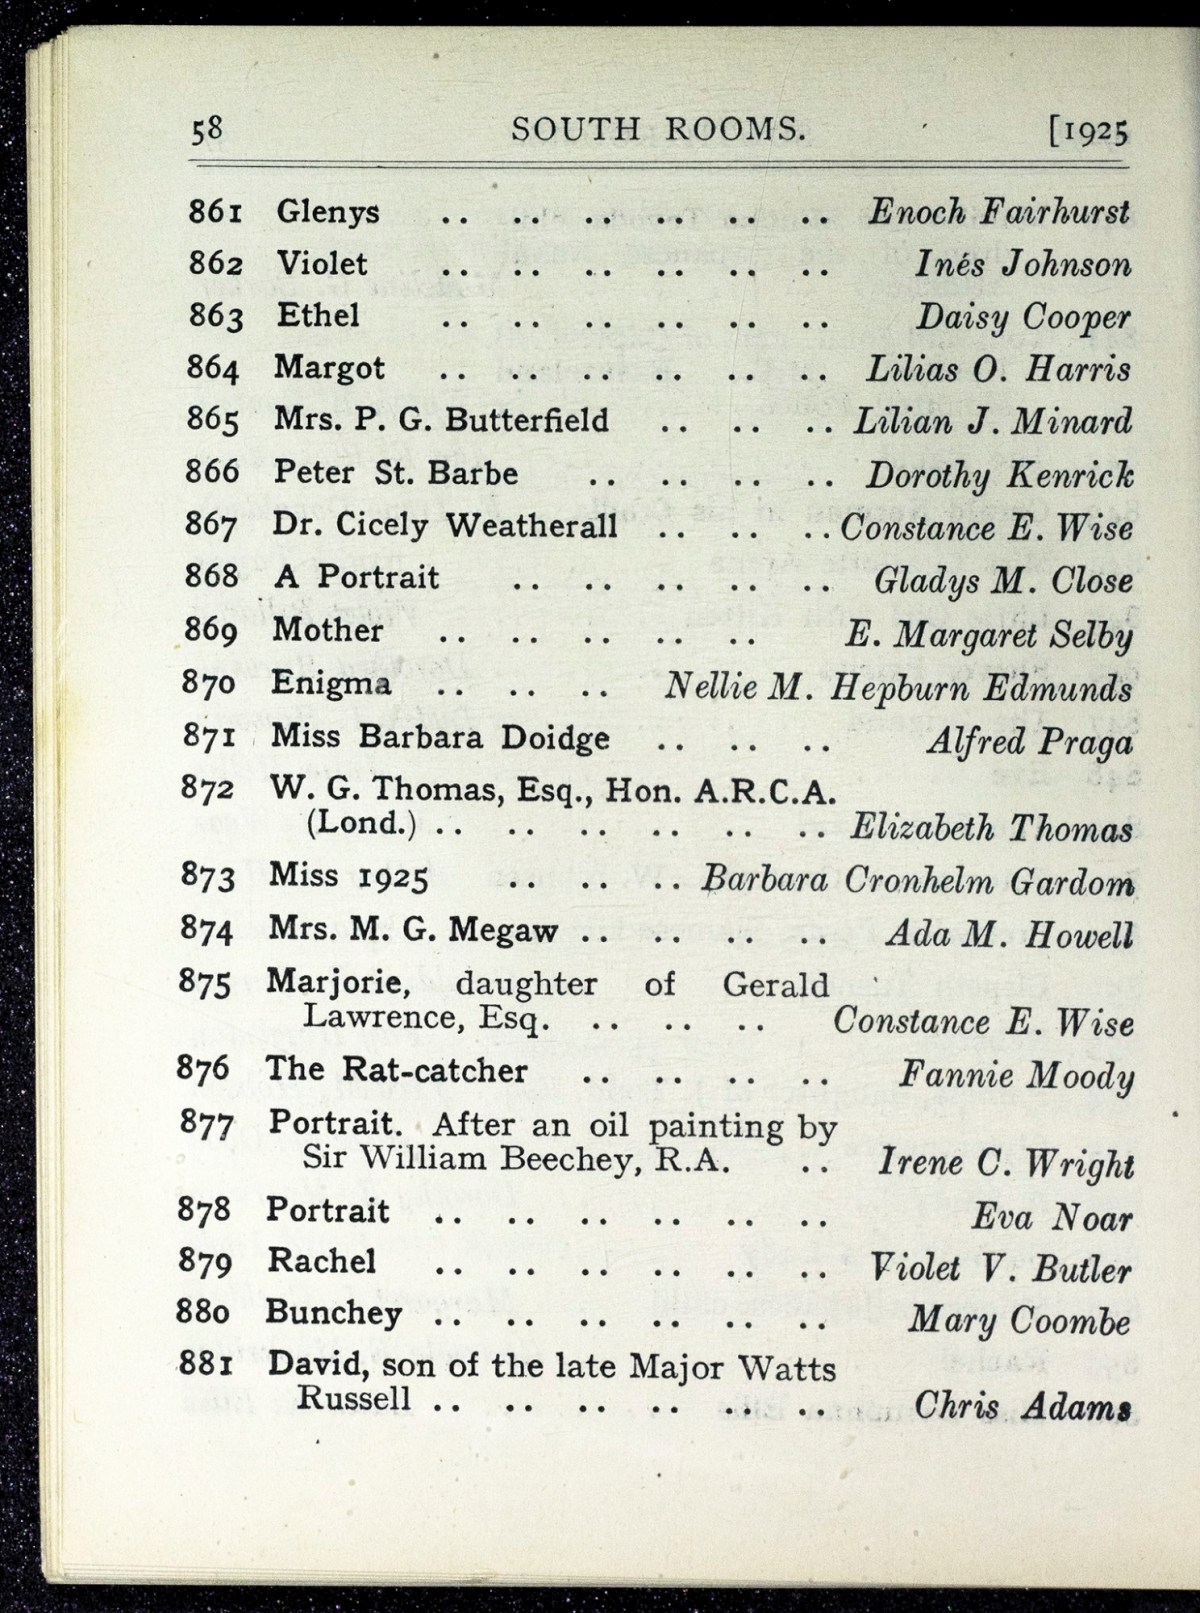 58 SOUTH ROOMS. [1925
861 Glenys .. .. .. .. .. .. Enoch Fairhurst
862 Violet .. .. .. .. .. .. Inés Johnson
863 Ethel .. .. .. .. .. .. Daisy Cooper
864 Margot .. .. .. .. .. .. Lilias O. Harris
865 Mrs. P. G. Butterfield .. .. .. Lilian J. Minard
866 Peter St. Barbe .. .. .. .. Dorothy Kenrick
867 Dr. Cicely Weatherall .. .. .. Constance E. Wise
868 A Portrait .. .. .. .. .. Gladys M. Close
869 Mother .. .. .. .. .. E. Margaret Selby
870 Enigma .. .. .. Nellie M. Hepburn Edmunds
871 Miss Barbara Doidge .. .. .. Alfred Praga
872 W. G. Thomas, Esq., Hon. A.R.C.A.
(Lond.) .. .. .. .. .. .. Elizabeth Thomas
873 Miss 1925 .. .. .. Barbara Cronhelm Gardom
874 Mrs. M. G. Megaw .. .. .. .. Ada M. Howell
875 Marjorie, daughter of Gerald
Lawrence, Esq. .. .. .. Constance E. Wise
876 The Rat-catcher .. .. .. .. Fannie Moody
877 Portrait. After an oil painting by
Sir William Beechey, R.A. .. Irene C. Wright
878 Portrait .. .. .. .. .. .. Eva Noar
879 Rachel .. .. .. .. .. .. Violet V. Butler
880 Bunchey .. .. .. .. .. .. Mary Coombe
881 David, son of the late Major Watts
Russell .. .. .. .. .. .. Chris Adams